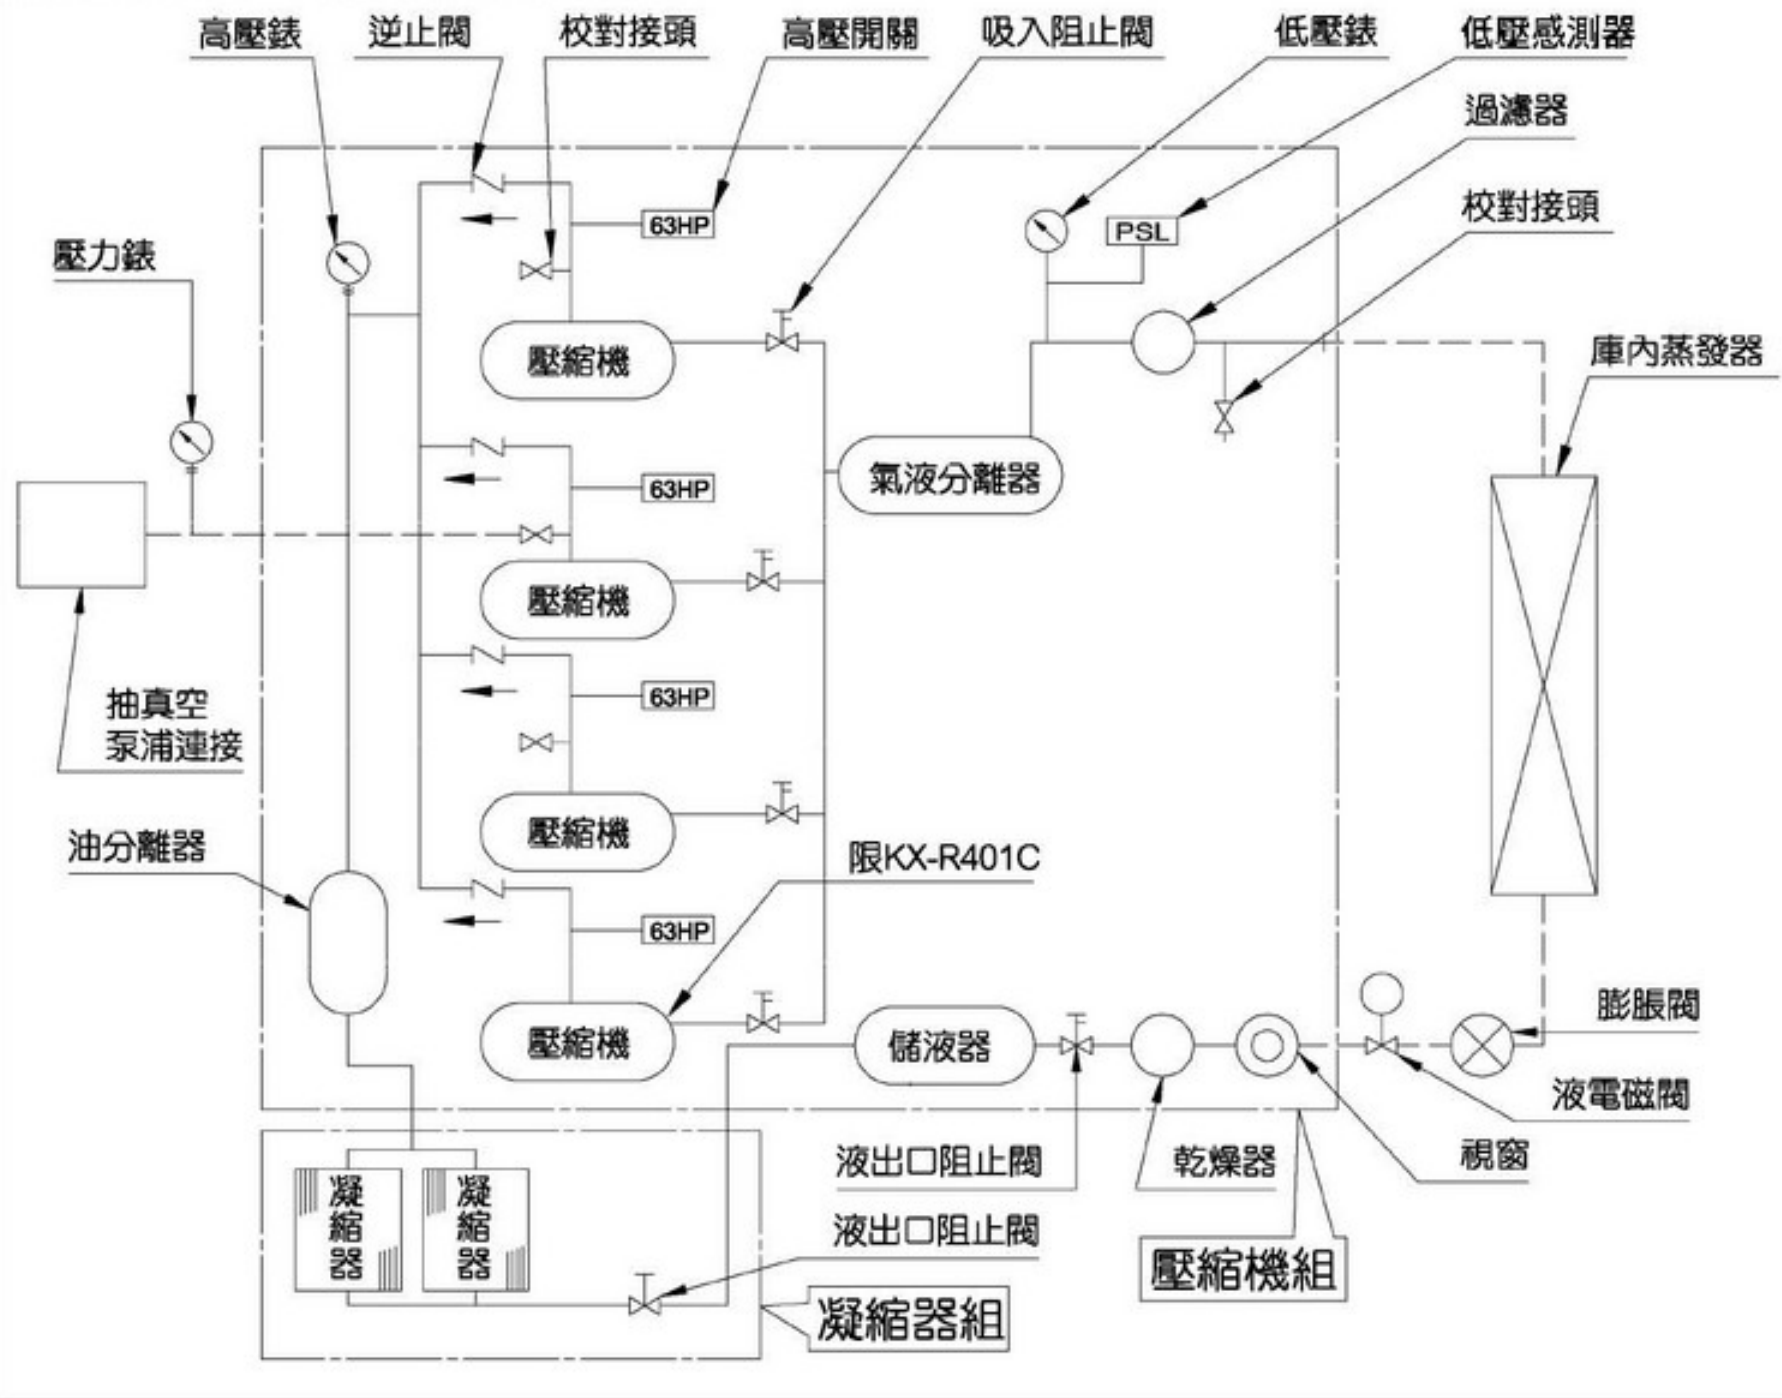 高壓錶
逆止閥
校對接頭
高壓開關
吸入阻止閥
低壓錶
低壓感測器
過濾器
校對接頭
63HP
PSL
壓力錶
壓縮機
庫內蒸發器
氣液分離器
63HP
壓縮機
抽真空
泵浦連接
63HP
壓縮機
油分離器
限KX-R401C
63HP
壓縮機
儲液器
膨脹閥
液電磁閥
視窗
液出口阻止閥
乾燥器
凝縮器
凝縮器
液出口阻止閥
壓縮機組
凝縮器組